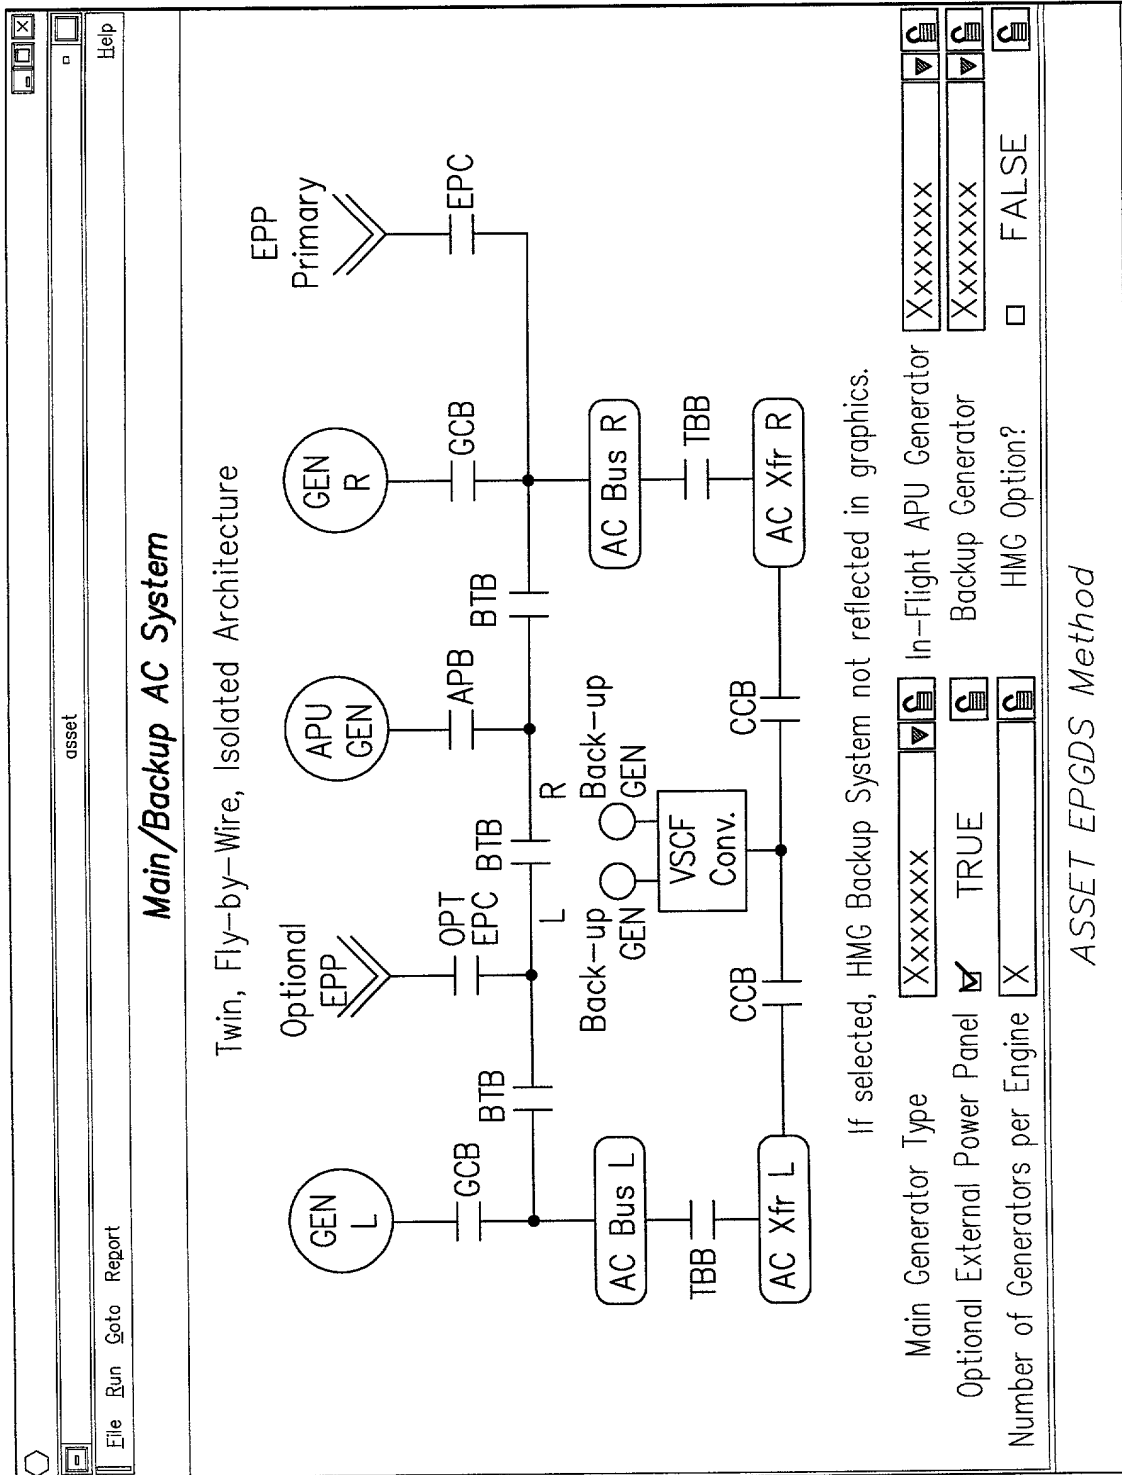 asset
File Run Goto Report Help
Main/Backup AC System
Twin, Fly-by-Wire, Isolated Architecture
GEN
L
Optional
EPP
APU
GEN
GEN
R
EPP
Primary
GCB
OPT
EPC
APB
GCB
EPC
BTB
BTB
BTB
L
R
AC Bus L
Back-up
GEN
Back-up
GEN
AC Bus R
VSCF
Conv.
TBB
TBB
CCB
CCB
AC Xfr L
AC Xfr R
If selected, HMG Backup System not reflected in graphics.
Main Generator Type Xxxxxxx In-Flight APU Generator Xxxxxxx
Optional External Power Panel TRUE Backup Generator Xxxxxxx
Number of Generators per Engine X HMG Option? FALSE
ASSET EPGDS Method